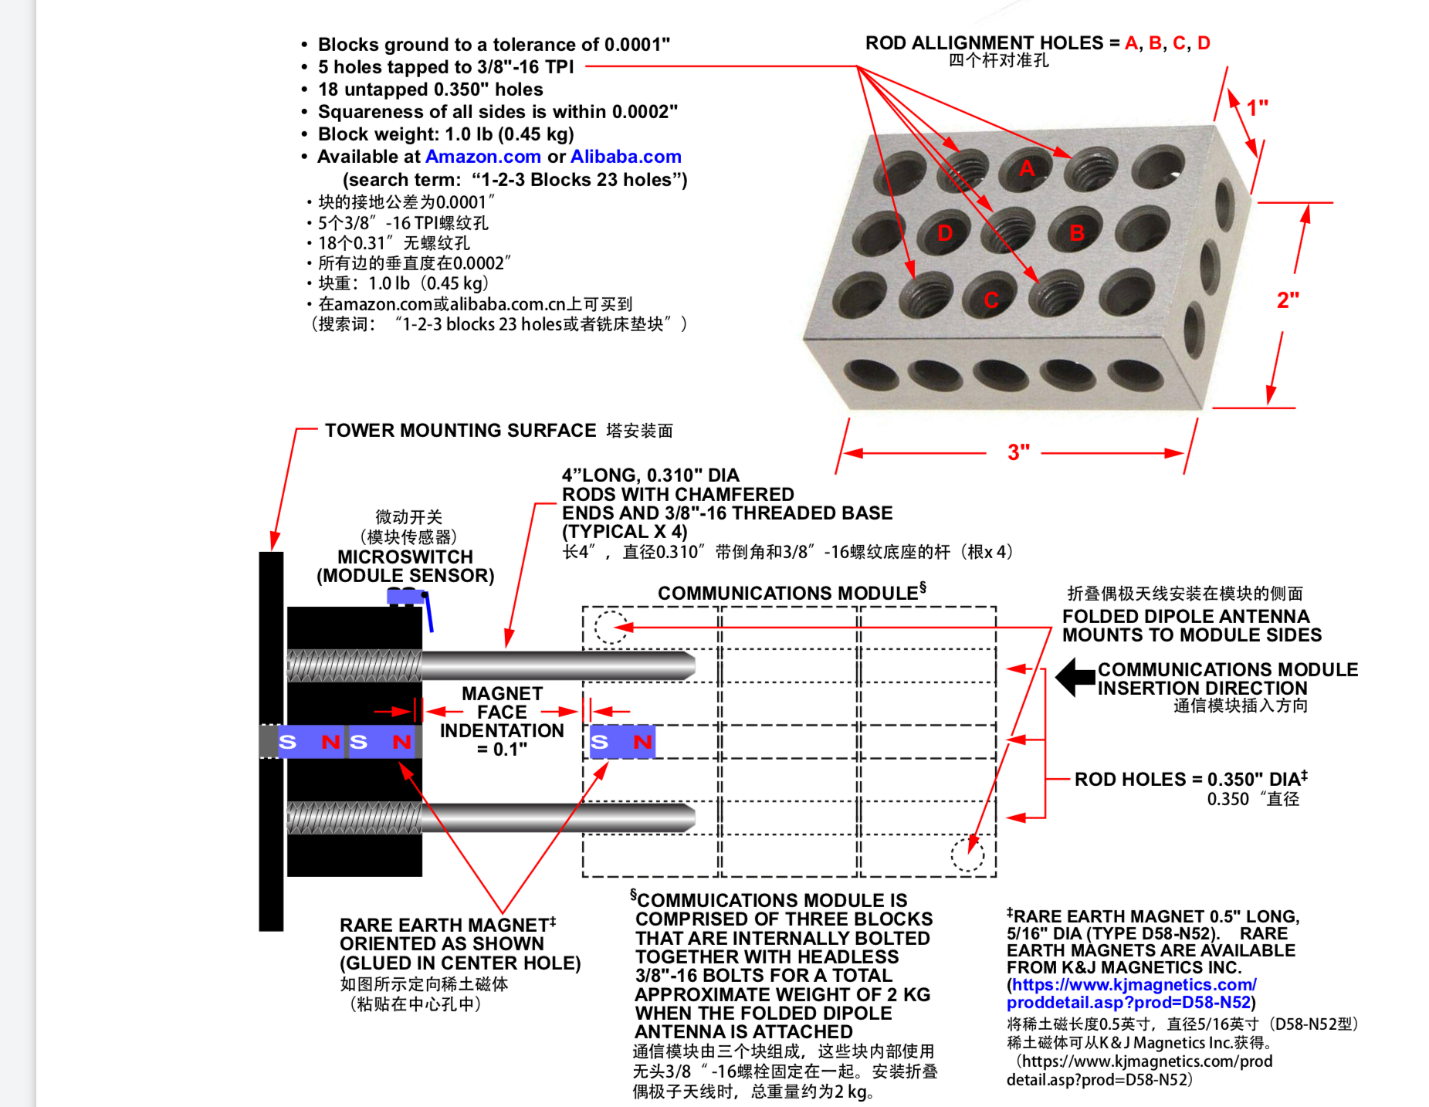 • Blocks ground to a tolerance of 0.0001"
• 5 holes tapped to 3/8"-16 TPI
• 18 untapped 0.350" holes
• Squareness of all sides is within 0.0002"
• Block weight: 1.0 lb (0.45 kg)
• Available at Amazon.com or Alibaba.com
(search term: “1-2-3 Blocks 23 holes”)
· 块的接地公差为0.0001″
· 5个3/8″-16 TPI螺纹孔
· 18个0.31″无螺纹孔
· 所有边的垂直度在0.0002″
· 块重：1.0 lb（0.45 kg）
· 在amazon.com或alibaba.com.cn上可买到
（搜索词：“1-2-3 blocks 23 holes或者铣床垫块”）
ROD ALLIGNMENT HOLES = A, B, C, D
四个杆对准孔
1"
A
D
B
C
2"
3"
TOWER MOUNTING SURFACE 塔安装面
4”LONG, 0.310" DIA
RODS WITH CHAMFERED
ENDS AND 3/8"-16 THREADED BASE
(TYPICAL X 4)
长4″，直径0.310″带倒角和3/8″-16螺纹底座的杆（根x 4）
微动开关
（模块传感器）
MICROSWITCH
(MODULE SENSOR)
COMMUNICATIONS MODULE§
折叠偶极天线安装在模块的侧面
FOLDED DIPOLE ANTENNA
MOUNTS TO MODULE SIDES
COMMUNICATIONS MODULE
INSERTION DIRECTION
通信模块插入方向
MAGNET
FACE
INDENTATION
= 0.1"
S N S N
S N
ROD HOLES = 0.350" DIA‡
0.350“直径
RARE EARTH MAGNET‡
ORIENTED AS SHOWN
(GLUED IN CENTER HOLE)
如图所示定向稀土磁体
（粘贴在中心孔中）
§COMMUICATIONS MODULE IS
COMPRISED OF THREE BLOCKS
THAT ARE INTERNALLY BOLTED
TOGETHER WITH HEADLESS
3/8"-16 BOLTS FOR A TOTAL
APPROXIMATE WEIGHT OF 2 KG
WHEN THE FOLDED DIPOLE
ANTENNA IS ATTACHED
通信模块由三个块组成，这些块内部使用
无头3/8“-16螺栓固定在一起。安装折叠
偶极子天线时，总重量约为2 kg。
‡RARE EARTH MAGNET 0.5" LONG,
5/16" DIA (TYPE D58-N52). RARE
EARTH MAGNETS ARE AVAILABLE
FROM K&J MAGNETICS INC.
(https://www.kjmagnetics.com/
proddetail.asp?prod=D58-N52)
将稀土磁长度0.5英寸，直径5/16英寸（D58-N52型）
稀土磁体可从K & J Magnetics Inc.获得。
（https://www.kjmagnetics.com/prod
detail.asp?prod=D58-N52）